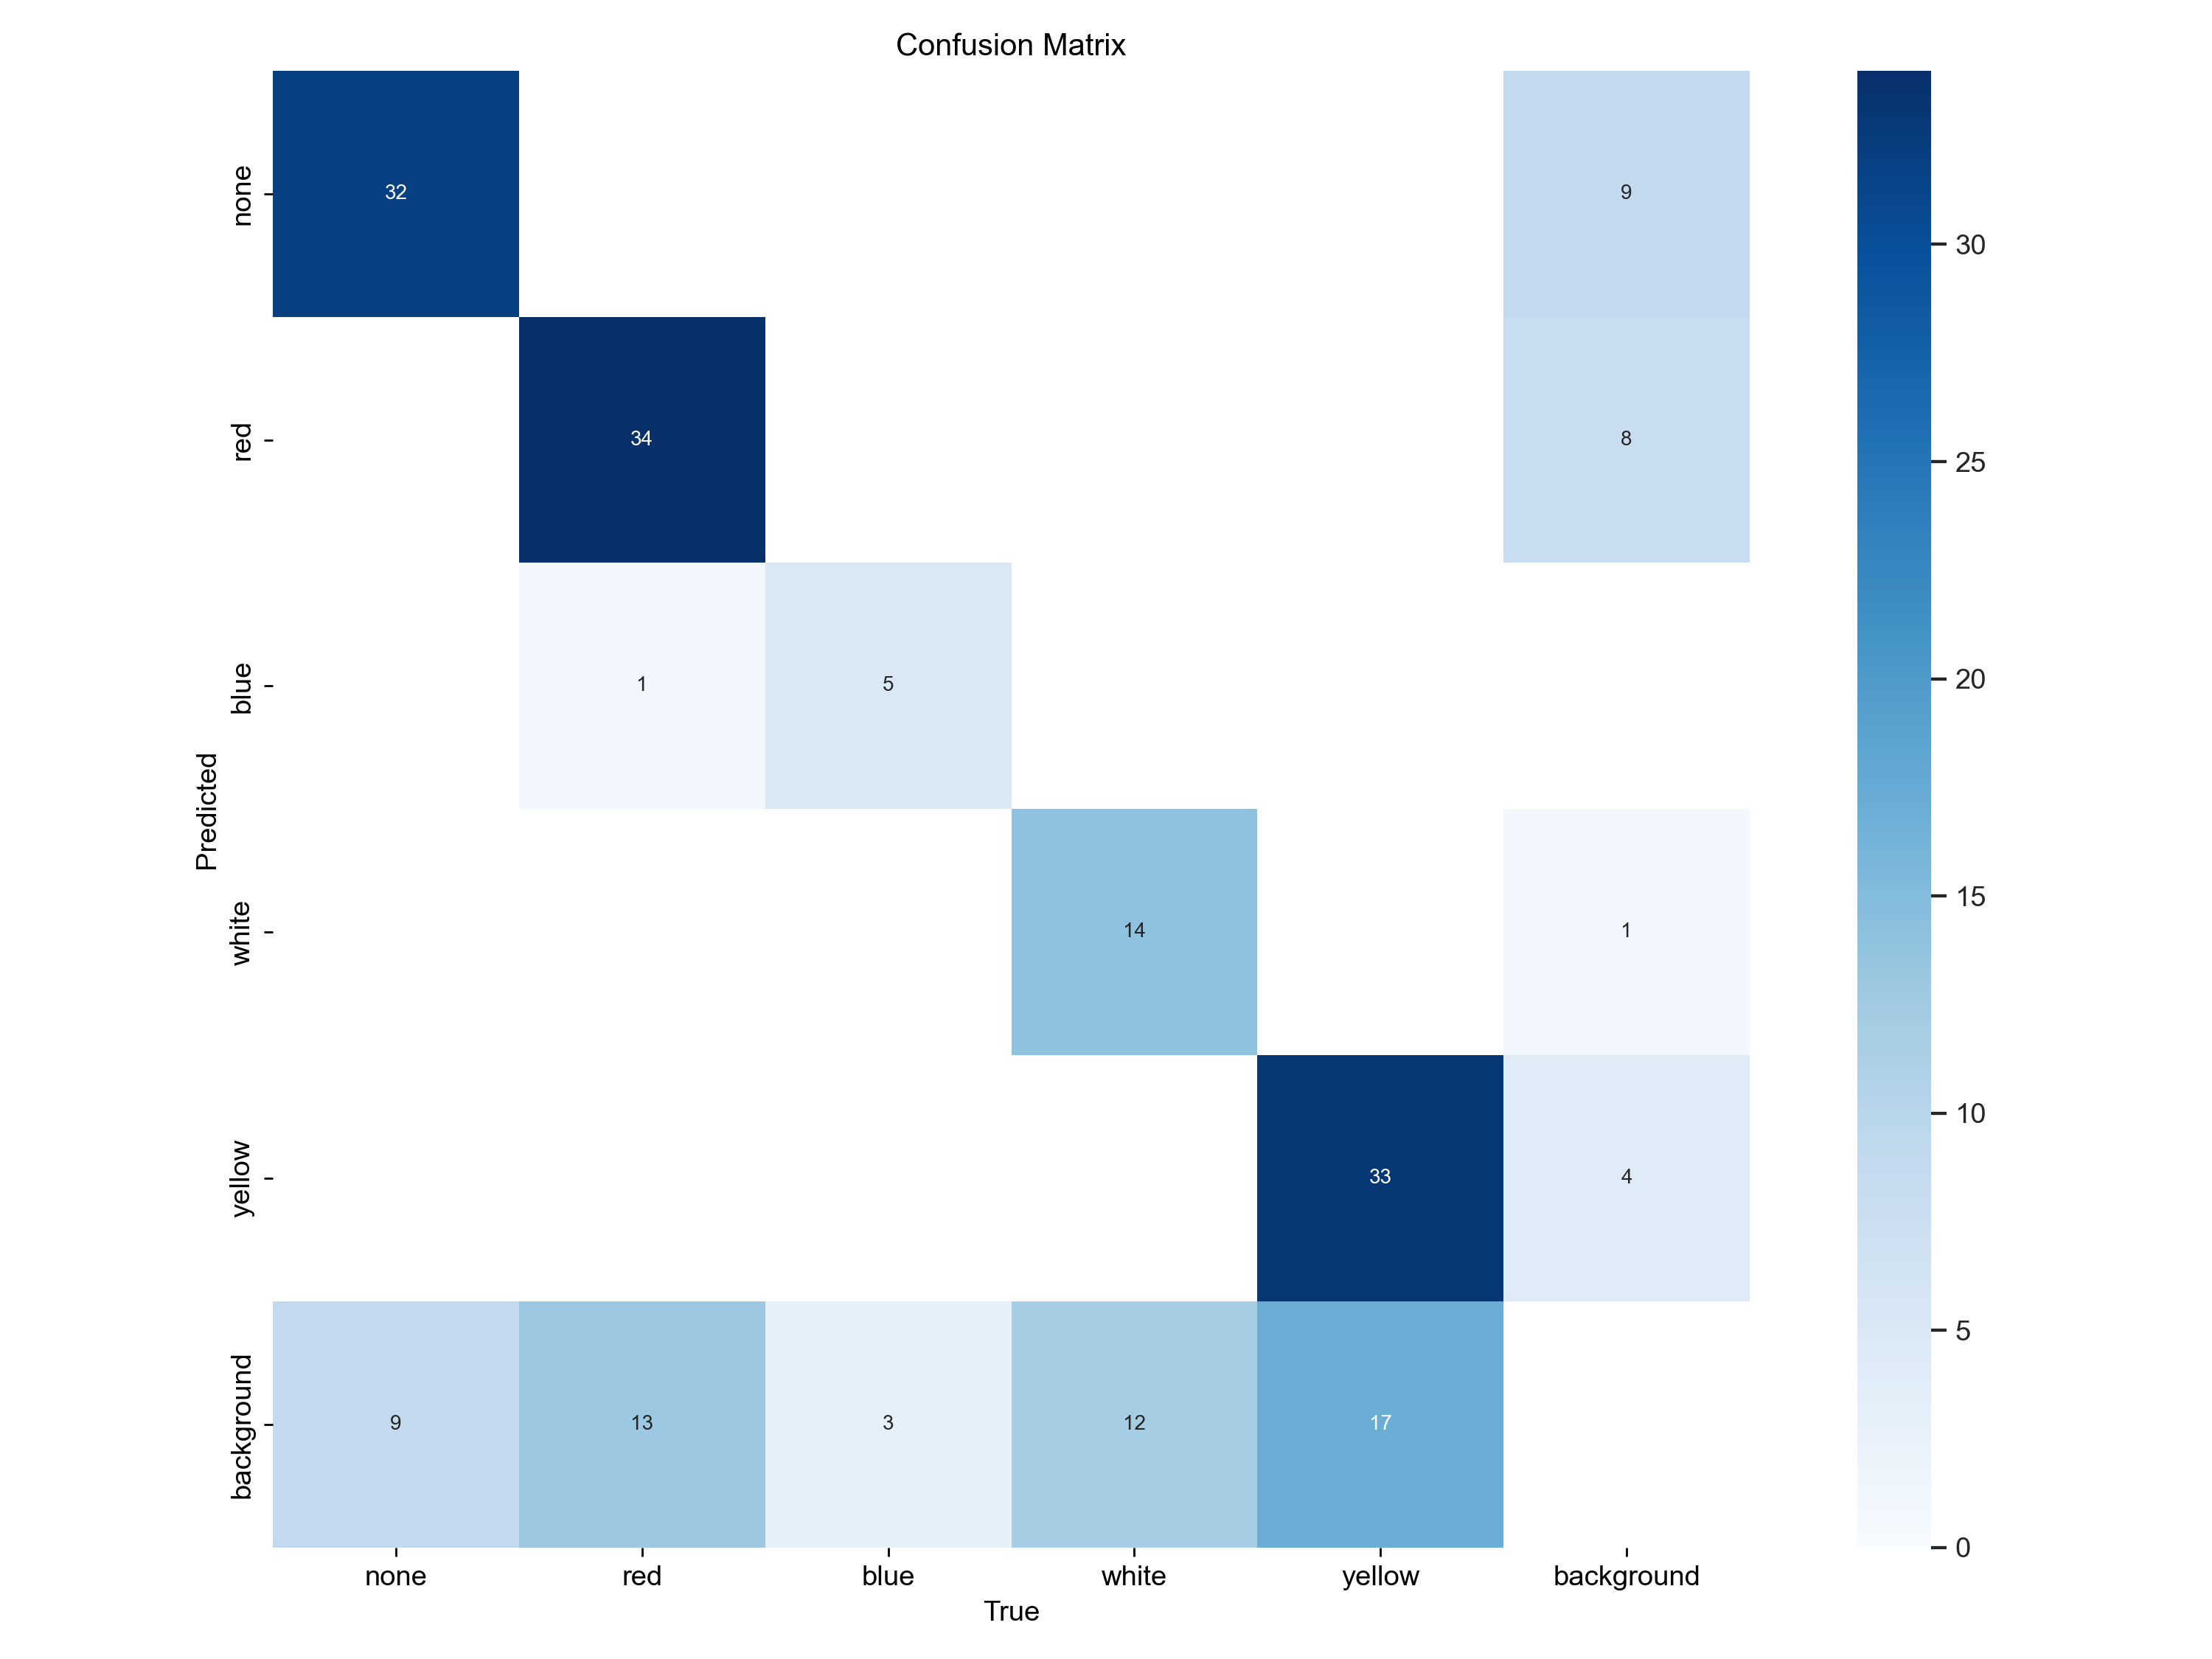 Confusion Matrix
none
32
9
30
red
34
8
25
blue
1
5
20
Predicted
white
14
1
15
yellow
33
4
10
background
9
13
3
12
17
5
0
none
red
blue
white
yellow
background
True